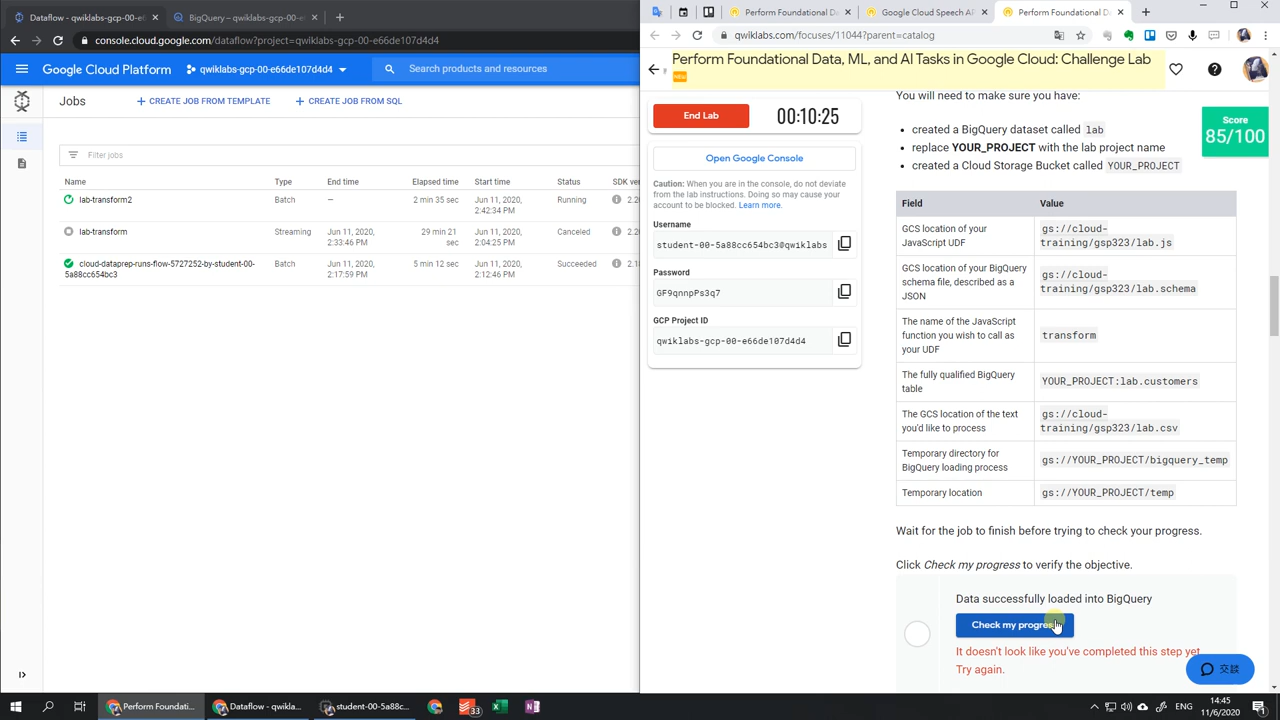 Dataflow - qwiklabs-gcp-00-e
BigQuery - qwiklabs-gcp-00-e
console.cloud.google.com/dataflow?project=qwiklabs-gcp-00-e66de107d4d4
Google Cloud Platform
qwiklabs-gcp-00-e66de107d4d4
Search products and resources
Jobs
CREATE JOB FROM TEMPLATE
CREATE JOB FROM SQL
Filter jobs
Name Type End time Elapsed time Start time Status SDK ver
lab-transform2 Batch — 2 min 35 sec Jun 11, 2020, 2:42:34 PM Running 2.20
lab-transform Streaming Jun 11, 2020, 2:33:46 PM 29 min 21 sec Jun 11, 2020, 2:04:25 PM Canceled 2.20
cloud-dataprep-runs-flow-5727252-by-student-00-5a88cc654bc3 Batch Jun 11, 2020, 2:17:59 PM 5 min 12 sec Jun 11, 2020, 2:12:46 PM Succeeded
Perform Foundational Da
Google Cloud Speech AP
Perform Foundational Da
qwiklabs.com/focuses/11044?parent=catalog
Perform Foundational Data, ML, and AI Tasks in Google Cloud: Challenge Lab
NEW
End Lab
00:10:25
Open Google Console
Caution: When you are in the console, do not deviate
from the lab instructions. Doing so may cause your
account to be blocked. Learn more.
Username
student-00-5a88cc654bc3@qwiklabs
Password
GF9qnnpPs3q7
GCP Project ID
qwiklabs-gcp-00-e66de107d4d4
Score
85/100
You will need to make sure you have:
created a BigQuery dataset called lab
replace YOUR_PROJECT with the lab project name
created a Cloud Storage Bucket called YOUR_PROJECT
Field Value
GCS location of your
JavaScript UDF
gs://cloud-
training/gsp323/lab.js
GCS location of your BigQuery
schema file, described as a
JSON
gs://cloud-
training/gsp323/lab.schema
The name of the JavaScript
function you wish to call as
your UDF
transform
The fully qualified BigQuery
table
YOUR_PROJECT:lab.customers
The GCS location of the text
you'd like to process
gs://cloud-
training/gsp323/lab.csv
Temporary directory for
BigQuery loading process
gs://YOUR_PROJECT/bigquery_temp
Temporary location
gs://YOUR_PROJECT/temp
Wait for the job to finish before trying to check your progress.
Click Check my progress to verify the objective.
Data successfully loaded into BigQuery
Check my progress
It doesn't look like you've completed this step yet.
Try again.
交談
Perform Foundati...
Dataflow - qwikla...
student-00-5a88c...
33
ENG
14:45
11/6/2020
1